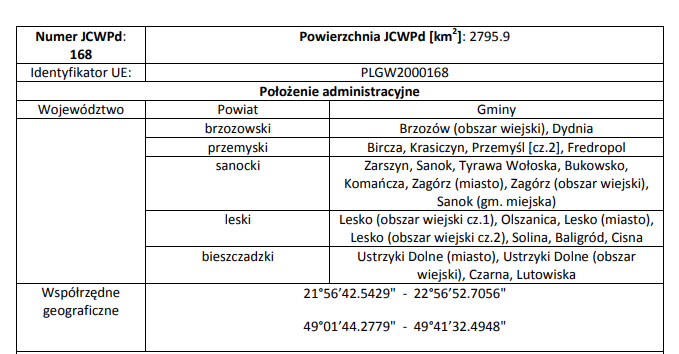 Numer JCWPd: Powierzchnia JCWPd [km²]: 2795.9
168
Identyfikator UE: PLGW2000168
Położenie administracyjne
Województwo Powiat Gminy
brzozowski Brzozów (obszar wiejski), Dydnia
przemyski Bircza, Krasiczyn, Przemyśl [cz.2], Fredropol
sanocki Zarszyn, Sanok, Tyrawa Wołoska, Bukowsko,
Komańcza, Zagórz (miasto), Zagórz (obszar wiejski),
Sanok (gm. miejska)
leski Lesko (obszar wiejski cz.1), Olszanica, Lesko (miasto),
Lesko (obszar wiejski cz.2), Solina, Baligród, Cisna
bieszczadzki Ustrzyki Dolne (miasto), Ustrzyki Dolne (obszar
wiejski), Czarna, Lutowiska
Współrzędne 21°56’42.5429" - 22°56’52.7056"
geograficzne
49°01’44.2779" - 49°41’32.4948"